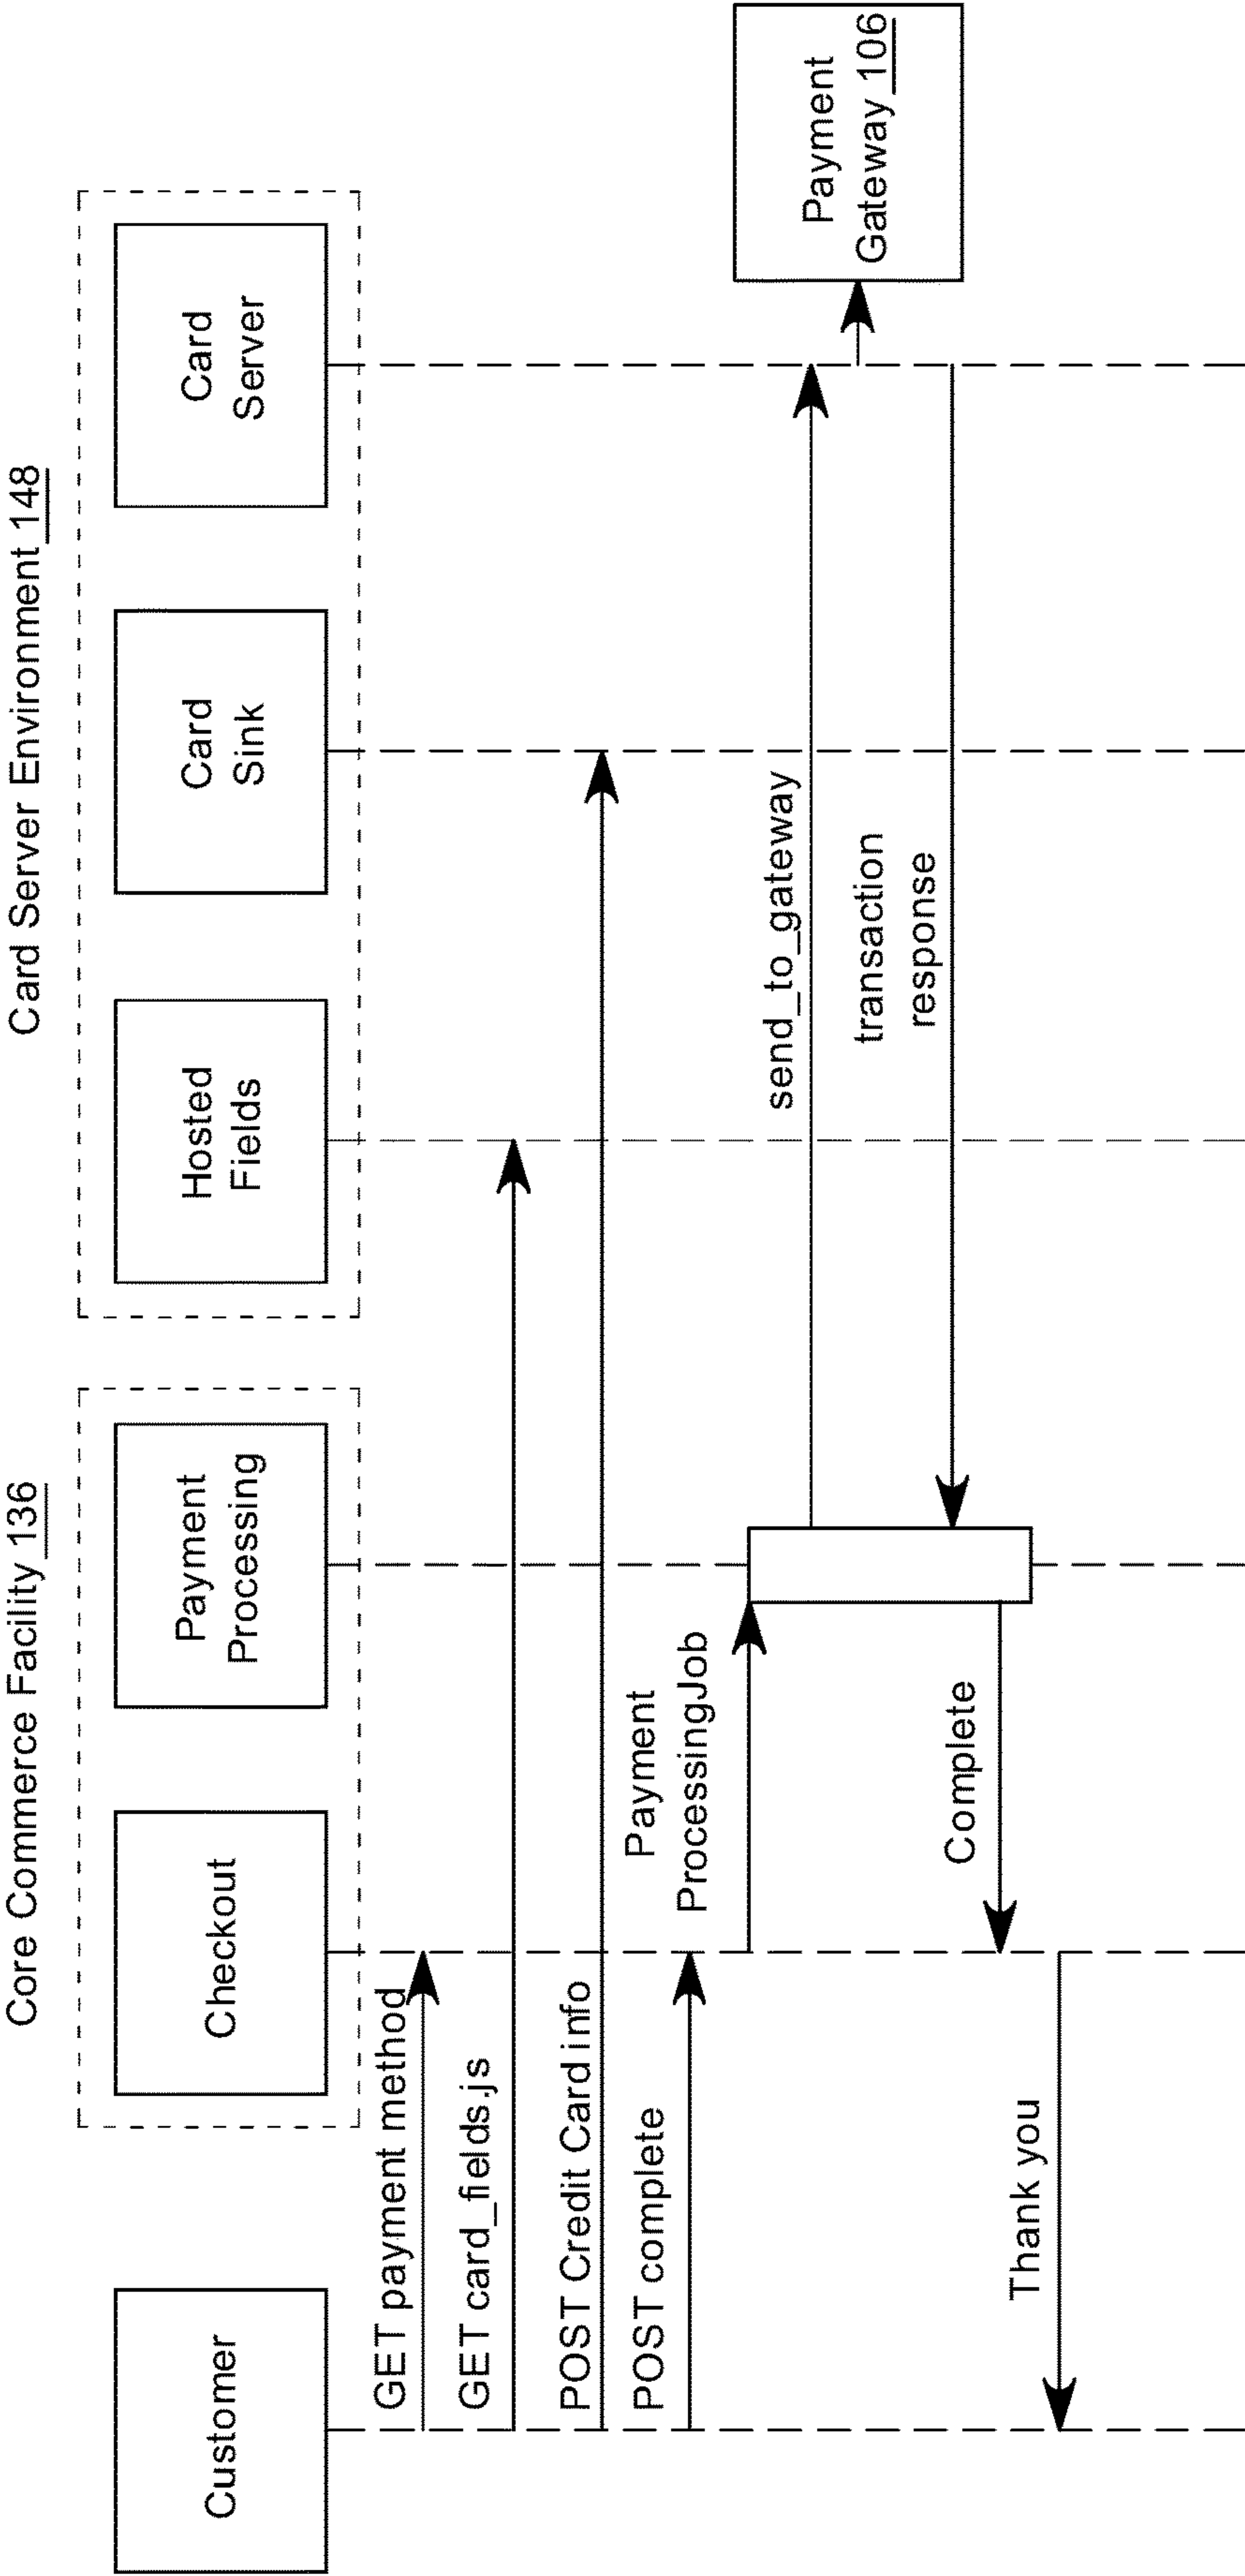 Core Commerce Facility 136
Card Server Environment 148
Customer
Checkout
Payment
Processing
Hosted
Fields
Card
Sink
Card
Server
GET payment method
GET card_fields.js
POST Credit Card info
POST complete
Payment
ProcessingJob
send_to_gateway
Payment
Gateway 106
transaction
response
Complete
Thank you